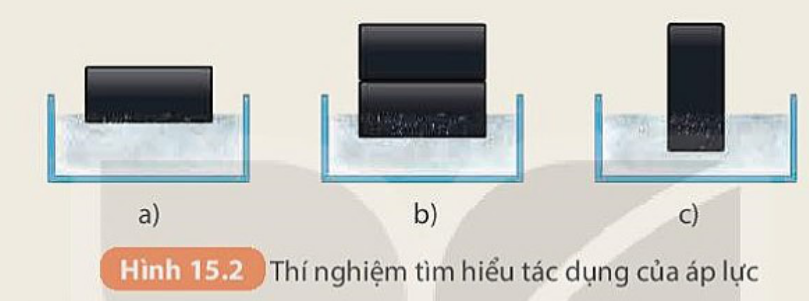 a) b) c)
Hình 15.2 Thí nghiệm tìm hiểu tác dụng của áp lực